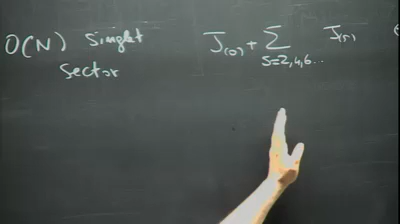 O(N) Singlet J(0) + Σ J(s)
sector S=2,4,6...